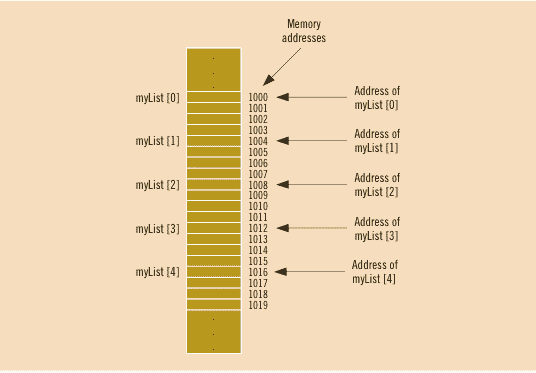 Memory
addresses
myList [0]
1000
Address of
myList [0]
1001
1002
1003
myList [1]
1004
Address of
myList [1]
1005
1006
1007
myList [2]
1008
Address of
myList [2]
1009
1010
1011
myList [3]
1012
Address of
myList [3]
1013
1014
1015
myList [4]
1016
Address of
myList [4]
1017
1018
1019